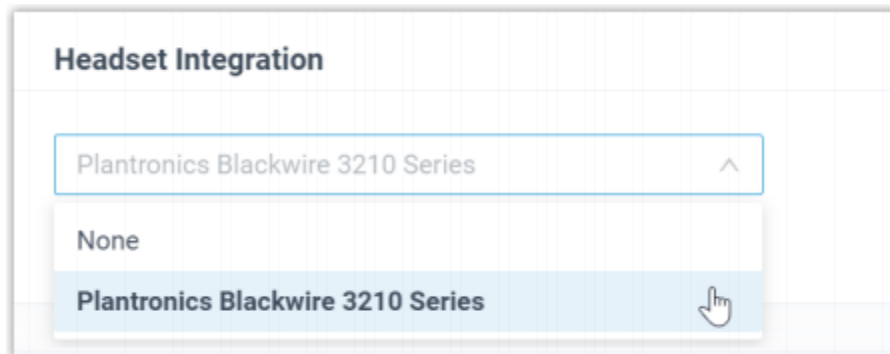 Headset Integration
Plantronics Blackwire 3210 Series
None
Plantronics Blackwire 3210 Series